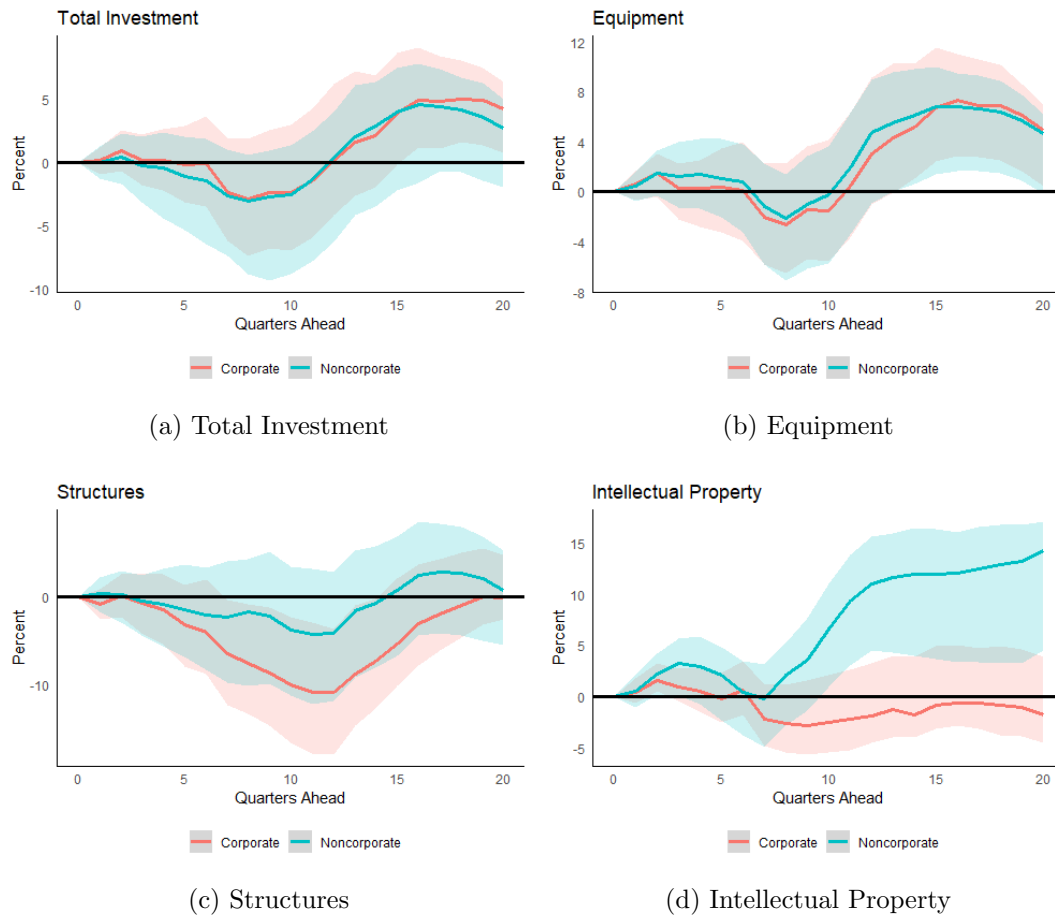 Total Investment
Percent
5
0
-5
-10
0 5 10 15 20
Quarters Ahead
Corporate Noncorporate
(a) Total Investment
Equipment
Percent
12
8
4
0
-4
-8
0 5 10 15 20
Quarters Ahead
Corporate Noncorporate
(b) Equipment
Structures
Percent
0
-10
0 5 10 15 20
Quarters Ahead
Corporate Noncorporate
(c) Structures
Intellectual Property
Percent
15
10
5
0
-5
0 5 10 15 20
Quarters Ahead
Corporate Noncorporate
(d) Intellectual Property